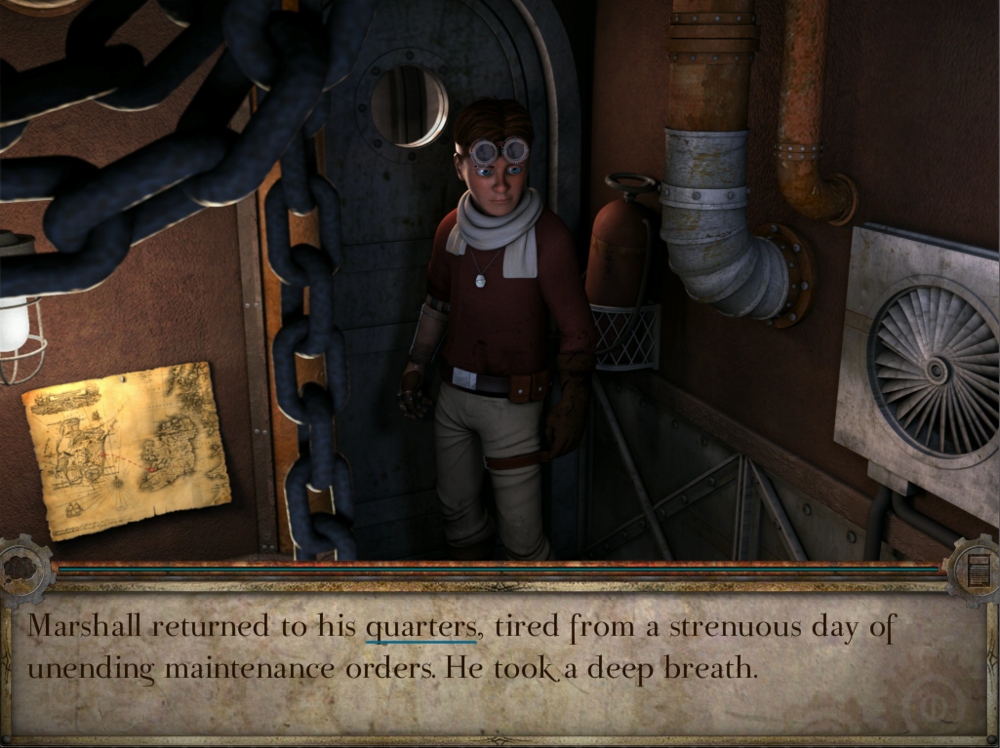 Marshall returned to his quarters, tired from a strenuous day of
unending maintenance orders. He took a deep breath.